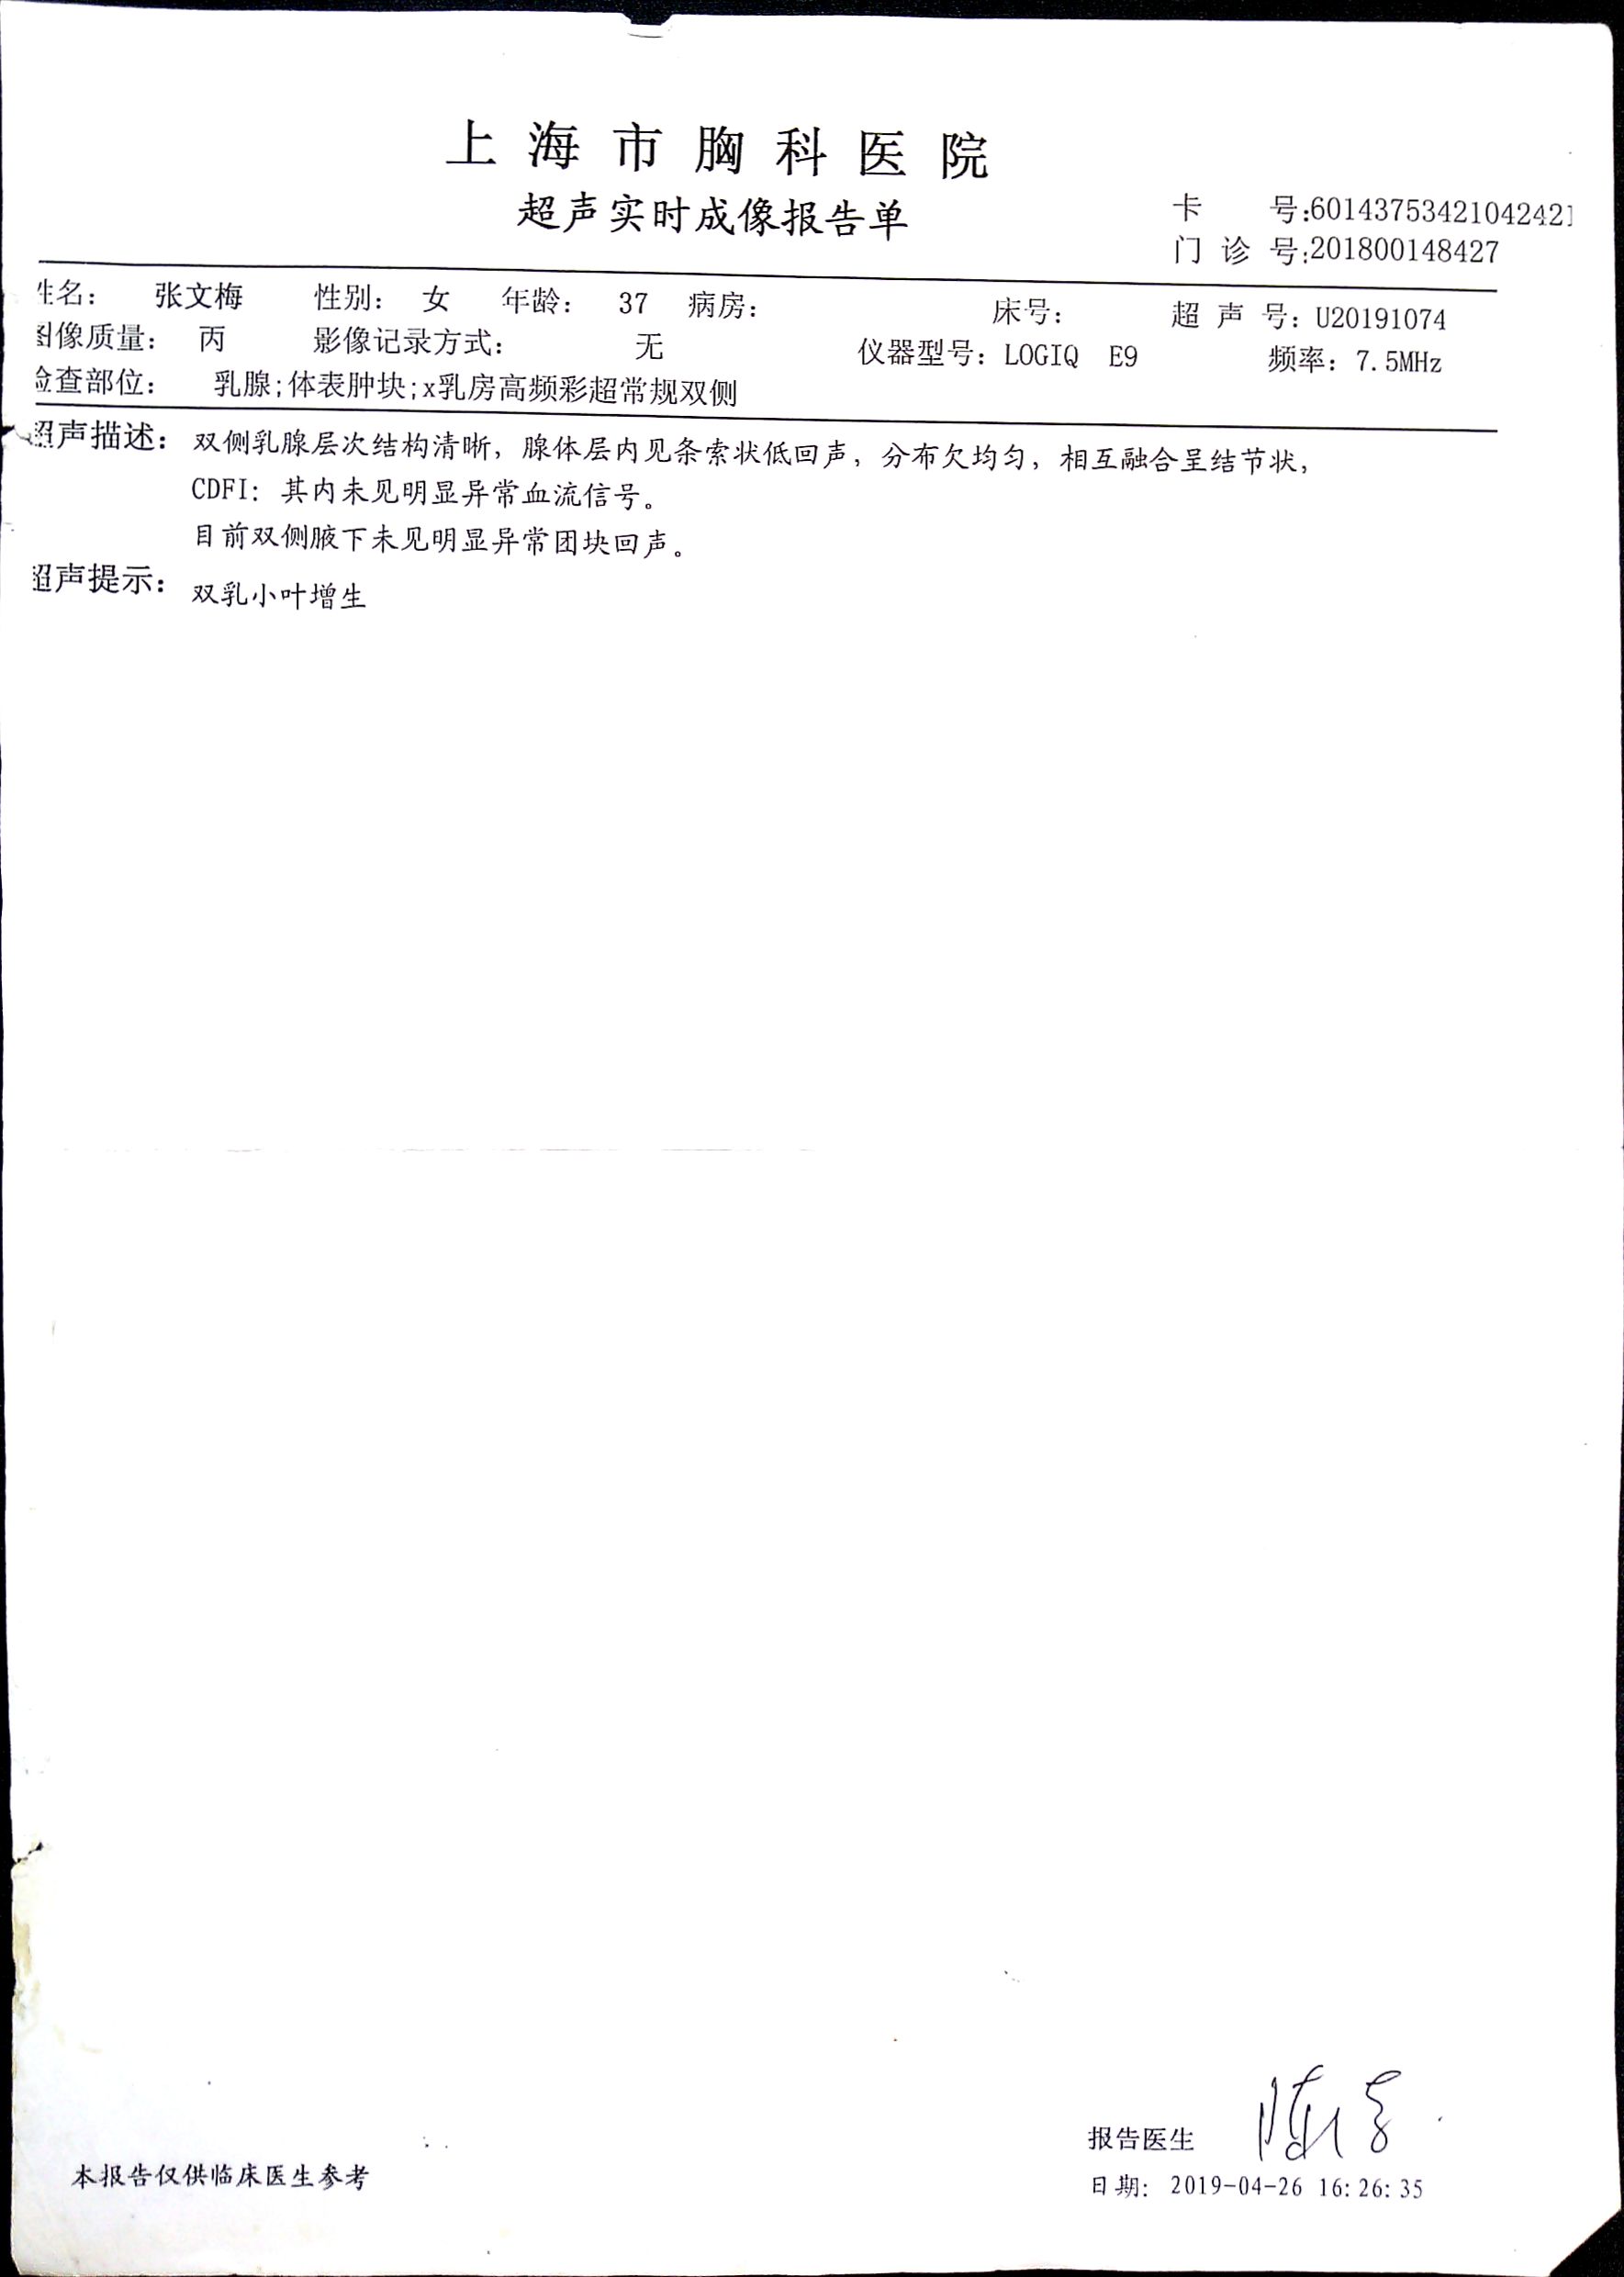 上海市胸科医院
超声实时成像报告单
卡 号:60143753421042421
门 诊 号:201800148427
姓名： 张文梅 性别： 女 年龄： 37 病房： 床号： 超 声 号：U20191074
图像质量： 丙 影像记录方式： 无 仪器型号：LOGIQ E9 频率：7.5MHz
检查部位： 乳腺;体表肿块;x乳房高频彩超常规双侧
超声描述： 双侧乳腺层次结构清晰，腺体层内见条索状低回声，分布欠均匀，相互融合呈结节状，
CDFI：其内未见明显异常血流信号。
目前双侧腋下未见明显异常团块回声。
超声提示： 双乳小叶增生
报告医生
本报告仅供临床医生参考
日期：2019-04-26 16:26:35